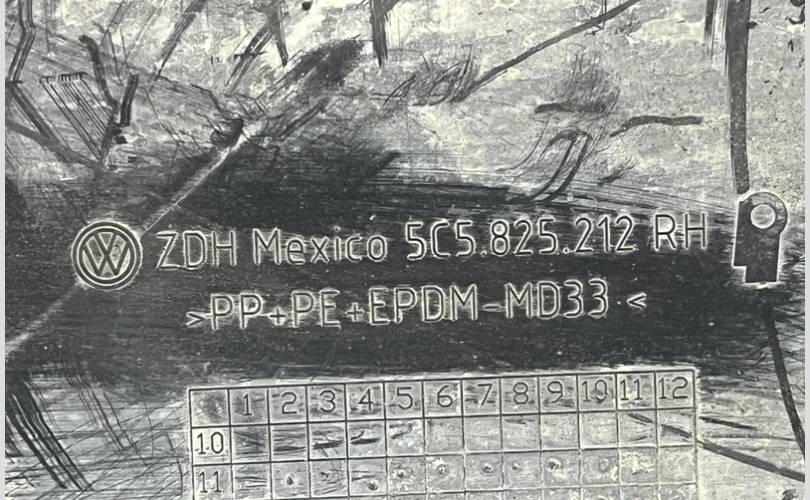 ZDH Mexico 5C5.825.212 RH
>PP+PE+EPDM-MD33<
1 2 3 4 5 6 7 8 9 10 11 12
10
11